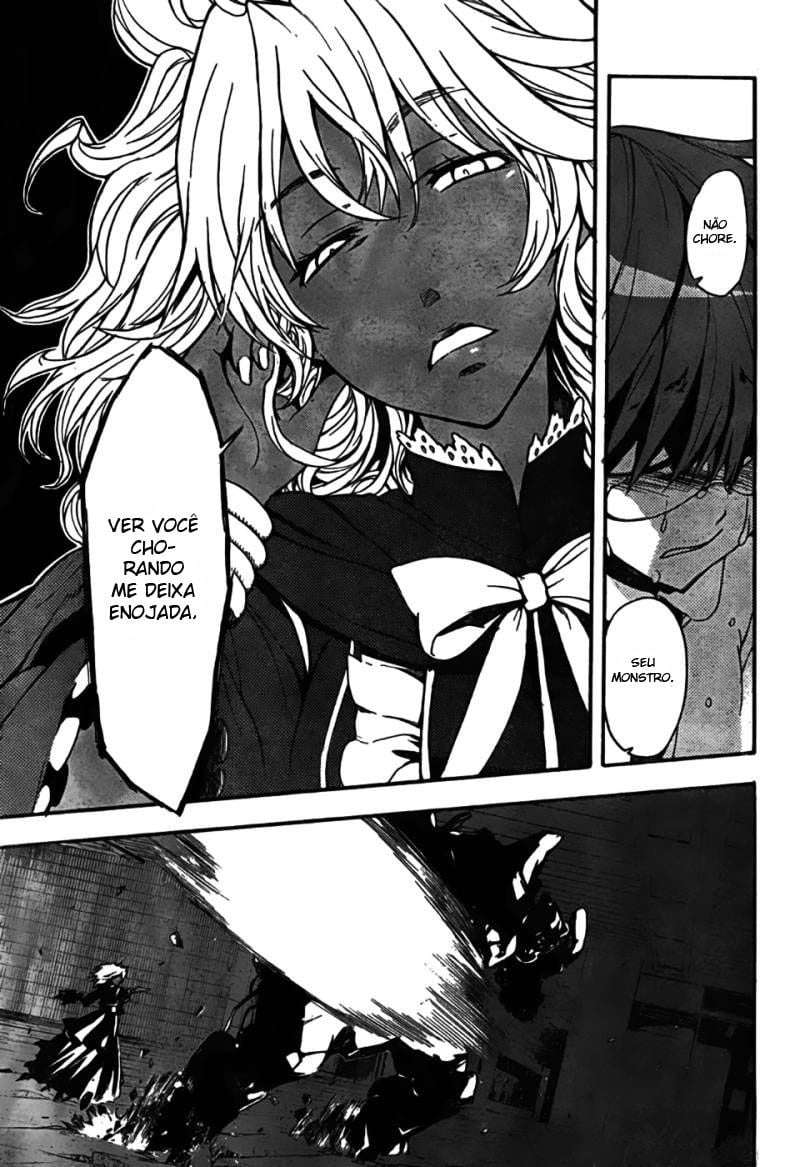 NÃO
CHORE.
SEU
MONSTRO.
VER VOCÊ
CHO-
RANDO
ME DEIXA
ENOJADA.